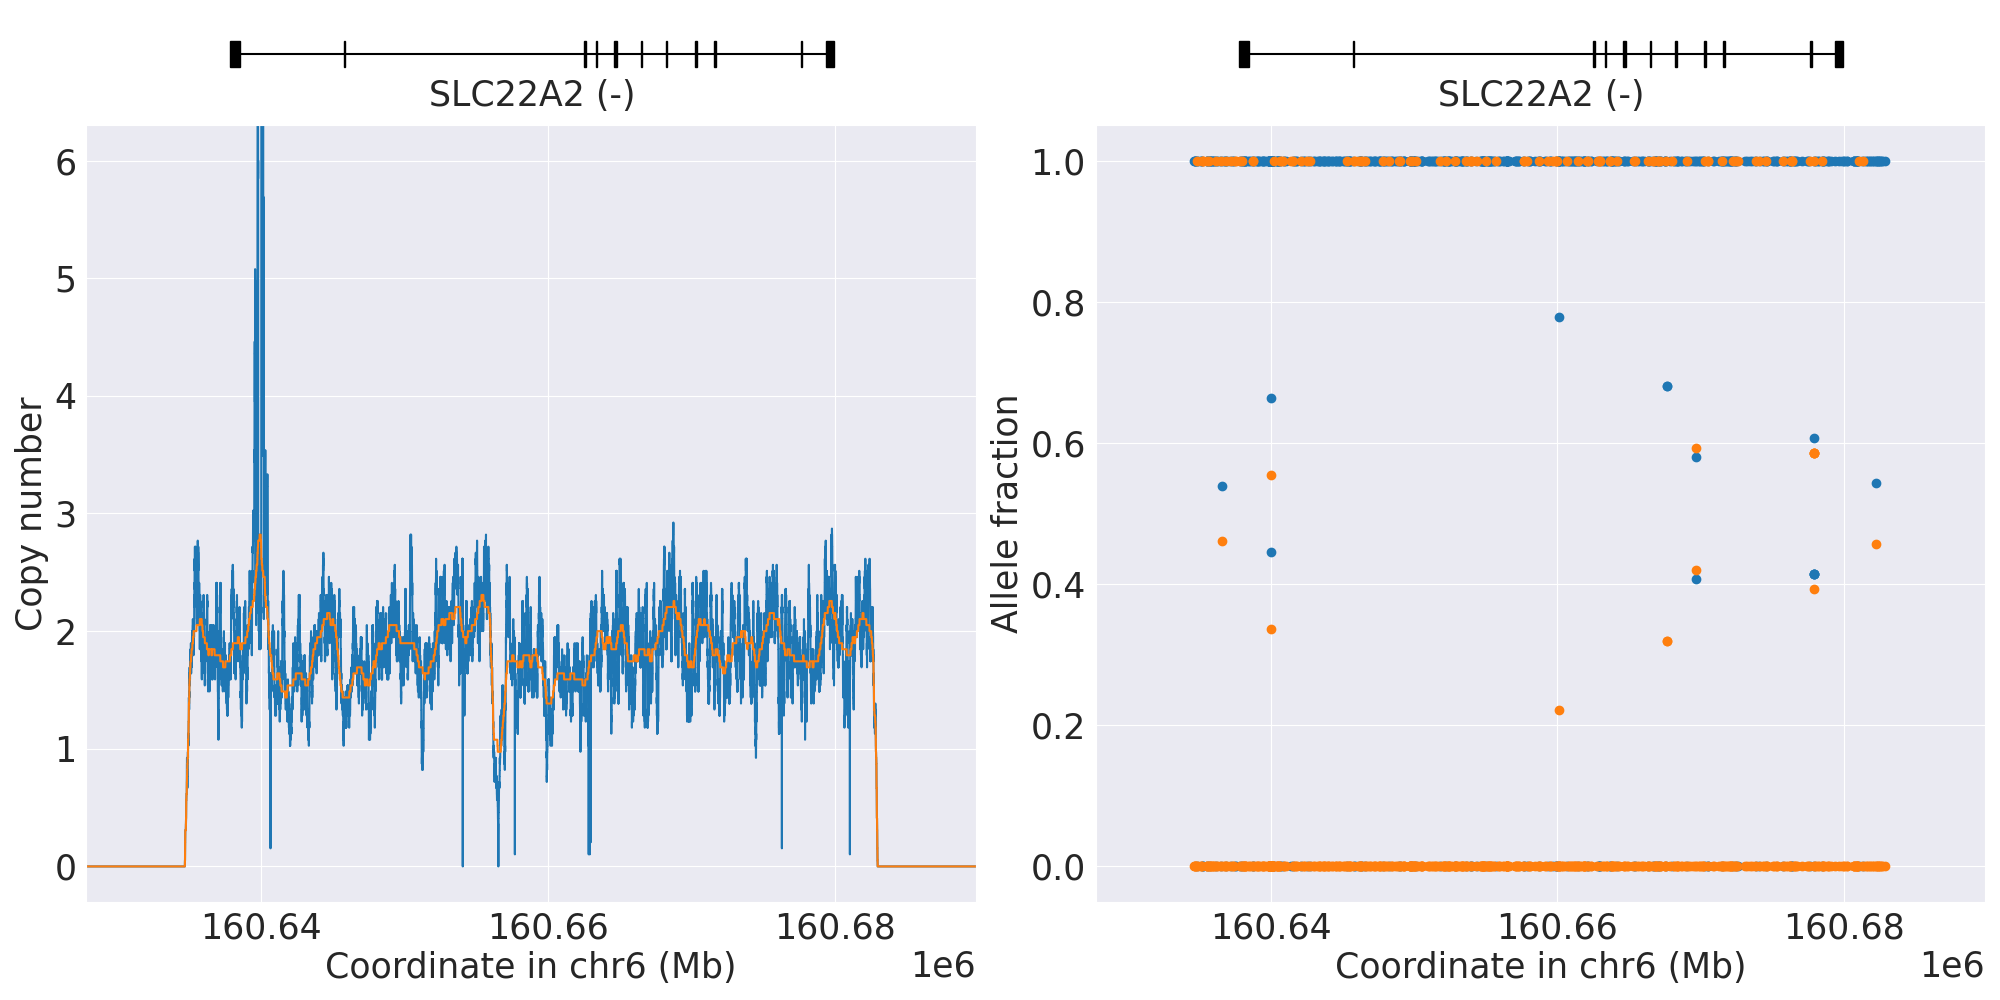 SLC22A2 (-)
6
5
4
3
2
1
0
Copy number
160.64
160.66
160.68
Coordinate in chr6 (Mb)
1e6
SLC22A2 (-)
1.0
0.8
0.6
0.4
0.2
0.0
Allele fraction
160.64
160.66
160.68
Coordinate in chr6 (Mb)
1e6